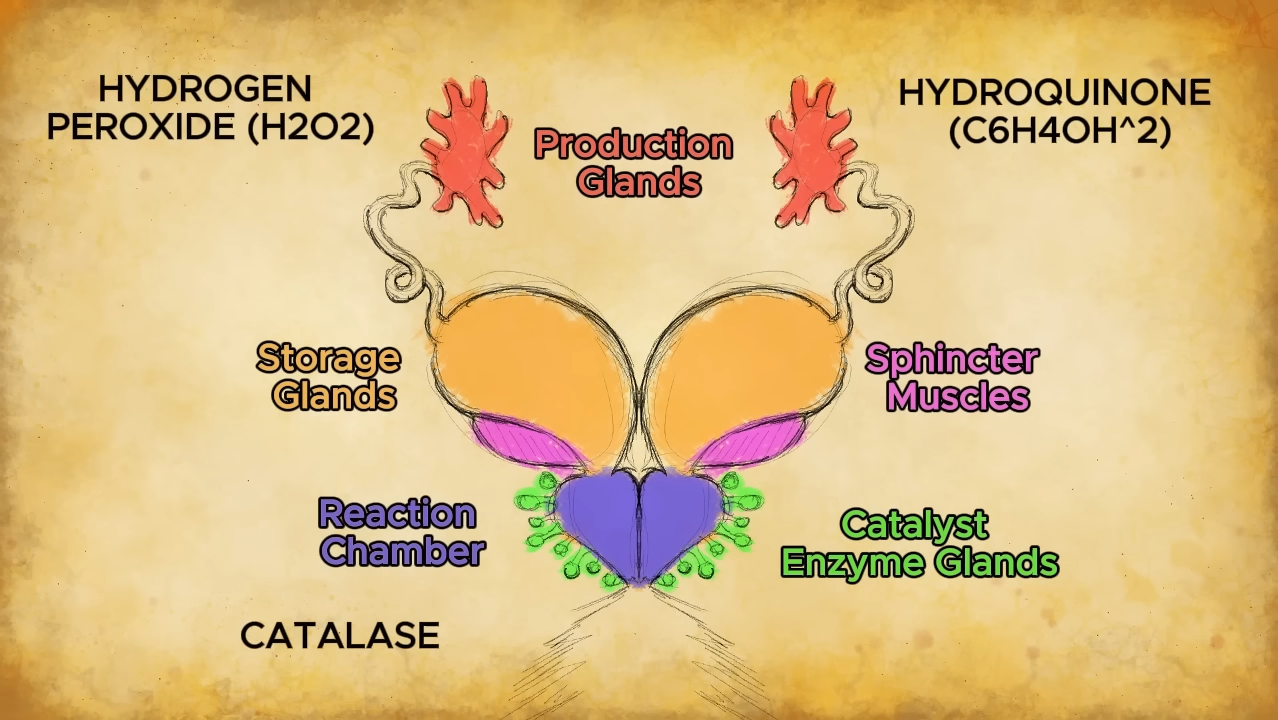 HYDROGEN
PEROXIDE (H2O2)
HYDROQUINONE
(C6H4OH^2)
Production
Glands
Storage
Glands
Sphincter
Muscles
Reaction
Chamber
Catalyst
Enzyme Glands
CATALASE